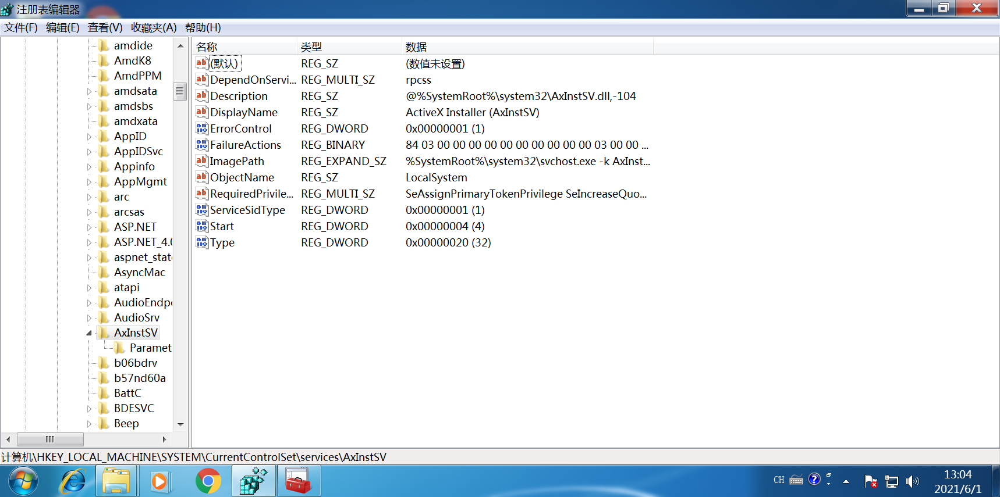 注册表编辑器
文件(F) 编辑(E) 查看(V) 收藏夹(A) 帮助(H)
amdide
AmdK8
AmdPPM
amdsata
amdsbs
amdxata
AppID
AppIDSvc
Appinfo
AppMgmt
arc
arcsas
ASP.NET
ASP.NET_4.0
aspnet_state
AsyncMac
atapi
AudioEndpo
AudioSrv
AxInstSV
Paramet
b06bdrv
b57nd60a
BattC
BDESVC
Beep
名称 类型 数据
(默认) REG_SZ (数值未设置)
DependOnServi... REG_MULTI_SZ rpcss
Description REG_SZ @%SystemRoot%\system32\AxInstSV.dll,-104
DisplayName REG_SZ ActiveX Installer (AxInstSV)
ErrorControl REG_DWORD 0x00000001 (1)
FailureActions REG_BINARY 84 03 00 00 00 00 00 00 00 00 00 00 03 00 00 ...
ImagePath REG_EXPAND_SZ %SystemRoot%\system32\svchost.exe -k AxInst...
ObjectName REG_SZ LocalSystem
RequiredPrivile... REG_MULTI_SZ SeAssignPrimaryTokenPrivilege SeIncreaseQuo...
ServiceSidType REG_DWORD 0x00000001 (1)
Start REG_DWORD 0x00000004 (4)
Type REG_DWORD 0x00000020 (32)
计算机\HKEY_LOCAL_MACHINE\SYSTEM\CurrentControlSet\services\AxInstSV
CH
13:04
2021/6/1